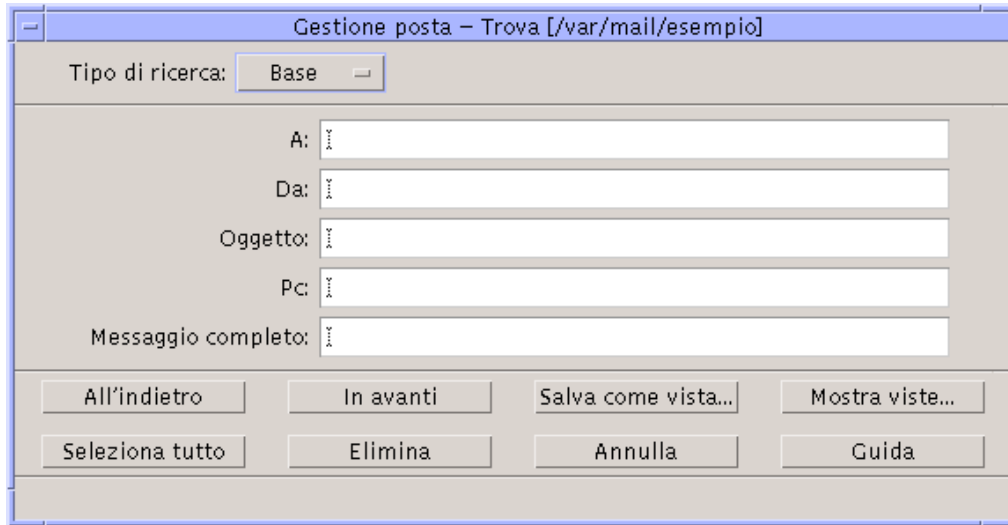 Gestione posta – Trova [/var/mail/esempio]
Tipo di ricerca: Base
A:
Da:
Oggetto:
Pc:
Messaggio completo:
All'indietro In avanti Salva come vista... Mostra viste...
Seleziona tutto Elimina Annulla Guida